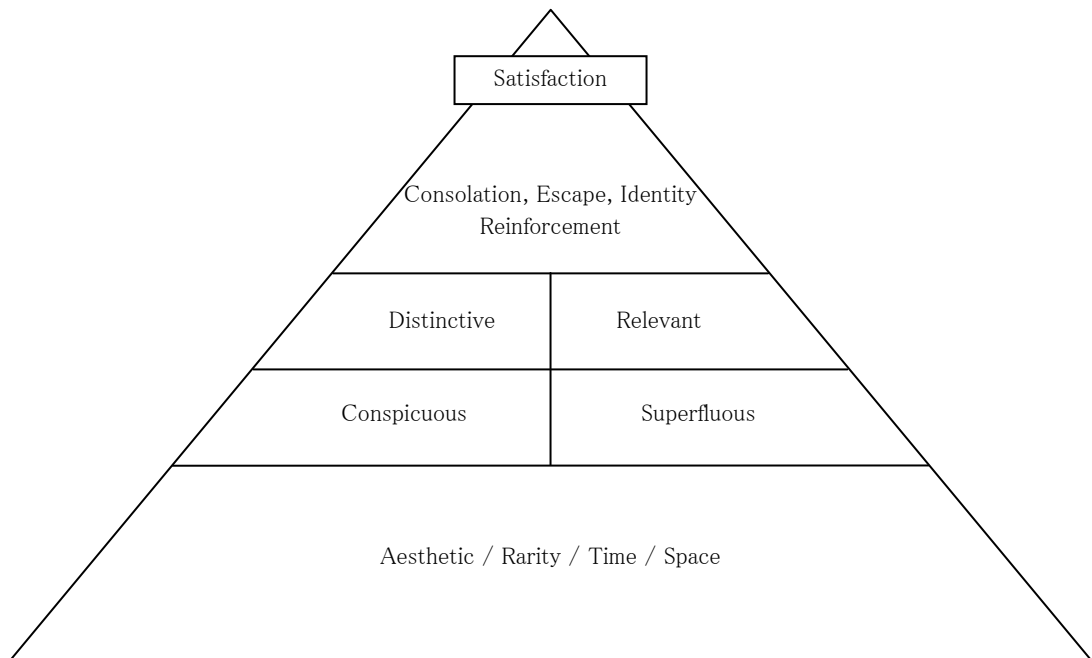 Satisfaction
Consolation, Escape, Identity
Reinforcement
Distinctive
Relevant
Conspicuous
Superfluous
Aesthetic / Rarity / Time / Space